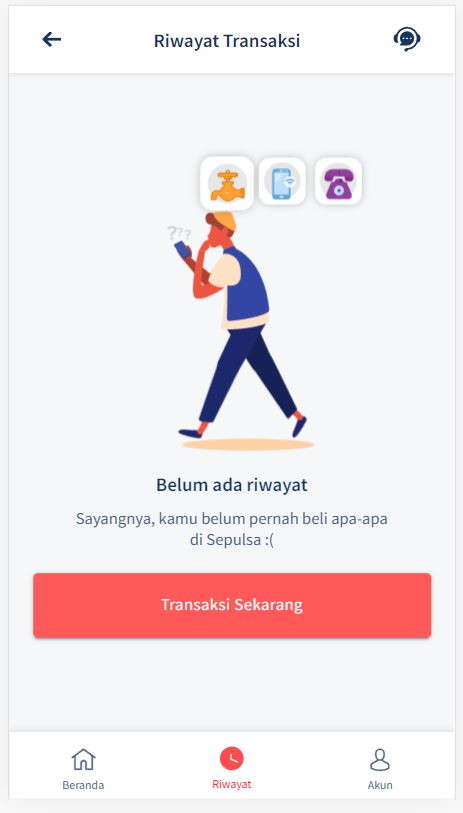 Riwayat Transaksi
???
Belum ada riwayat
Sayangnya, kamu belum pernah beli apa-apa
di Sepulsa :(
Transaksi Sekarang
Beranda
Riwayat
Akun